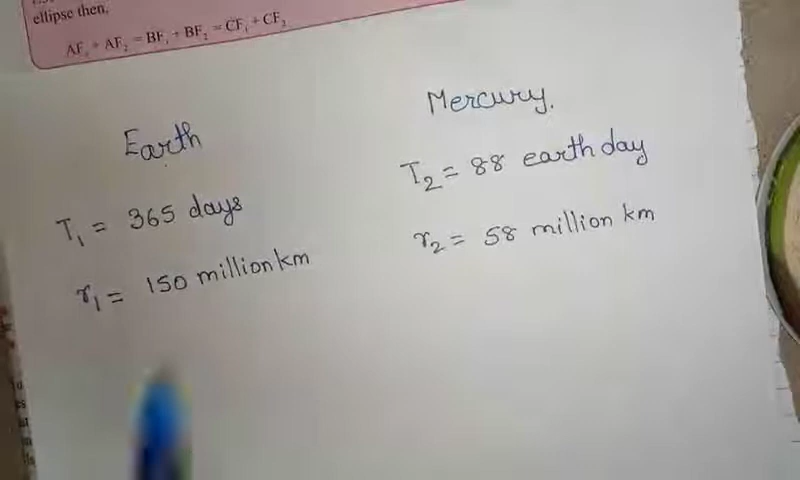 ellipse then,
AF₁ + AF₂ = BF₁ + BF₂ = CF₁ + CF₂
Earth
T₁ = 365 days
r₁ = 150 million km
Mercury.
T₂ = 88 earth day
r₂ = 58 million km